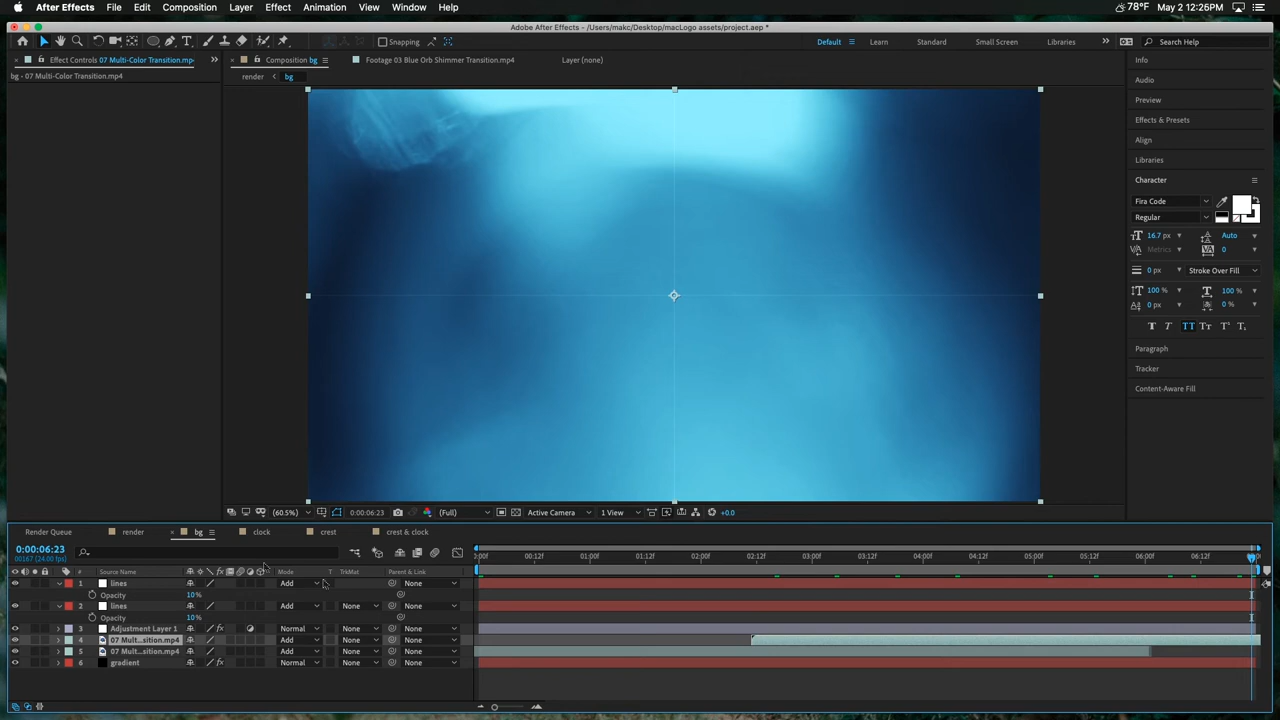 After Effects File Edit Composition Layer Effect Animation View Window Help 78°F May 2 12:26PM
Adobe After Effects - /Users/makc/Desktop/macLogo assets/project.aep *
Snapping Default Learn Standard Small Screen Libraries Search Help
Effect Controls 07 Multi-Color Transition.mp Composition bg Footage 03 Blue Orb Shimmer Transition.mp4 Layer (none) Info
bg - 07 Multi-Color Transition.mp4 render bg
Audio
Preview
Effects & Presets
Align
Libraries
Character
Fira Code
Regular
16.7 px Auto
Metrics 0
0 px Stroke Over Fill
100 % 100 %
0 px 0 %
T T TT Tт T¹ T₁
Paragraph
Tracker
Content-Aware Fill
(60.5%) 0:00:06:23 (Full) Active Camera 1 View +0.0
Render Queue render bg clock crest crest & clock
0:00:06:23
00167 (24.00 fps)
:00f 00:12f 01:00f 01:12f 02:00f 02:12f 03:00f 03:12f 04:00f 04:12f 05:00f 05:12f 06:00f 06:12f 07:00
# Source Name fx Mode T TrkMat Parent & Link
1 lines Add None
Opacity 10%
2 lines Add None None
Opacity 10%
3 Adjustment Layer 1 fx Normal None None
4 07 Mult...sition.mp4 Add None None
5 07 Mult...sition.mp4 Add None None
6 gradient fx Normal None None